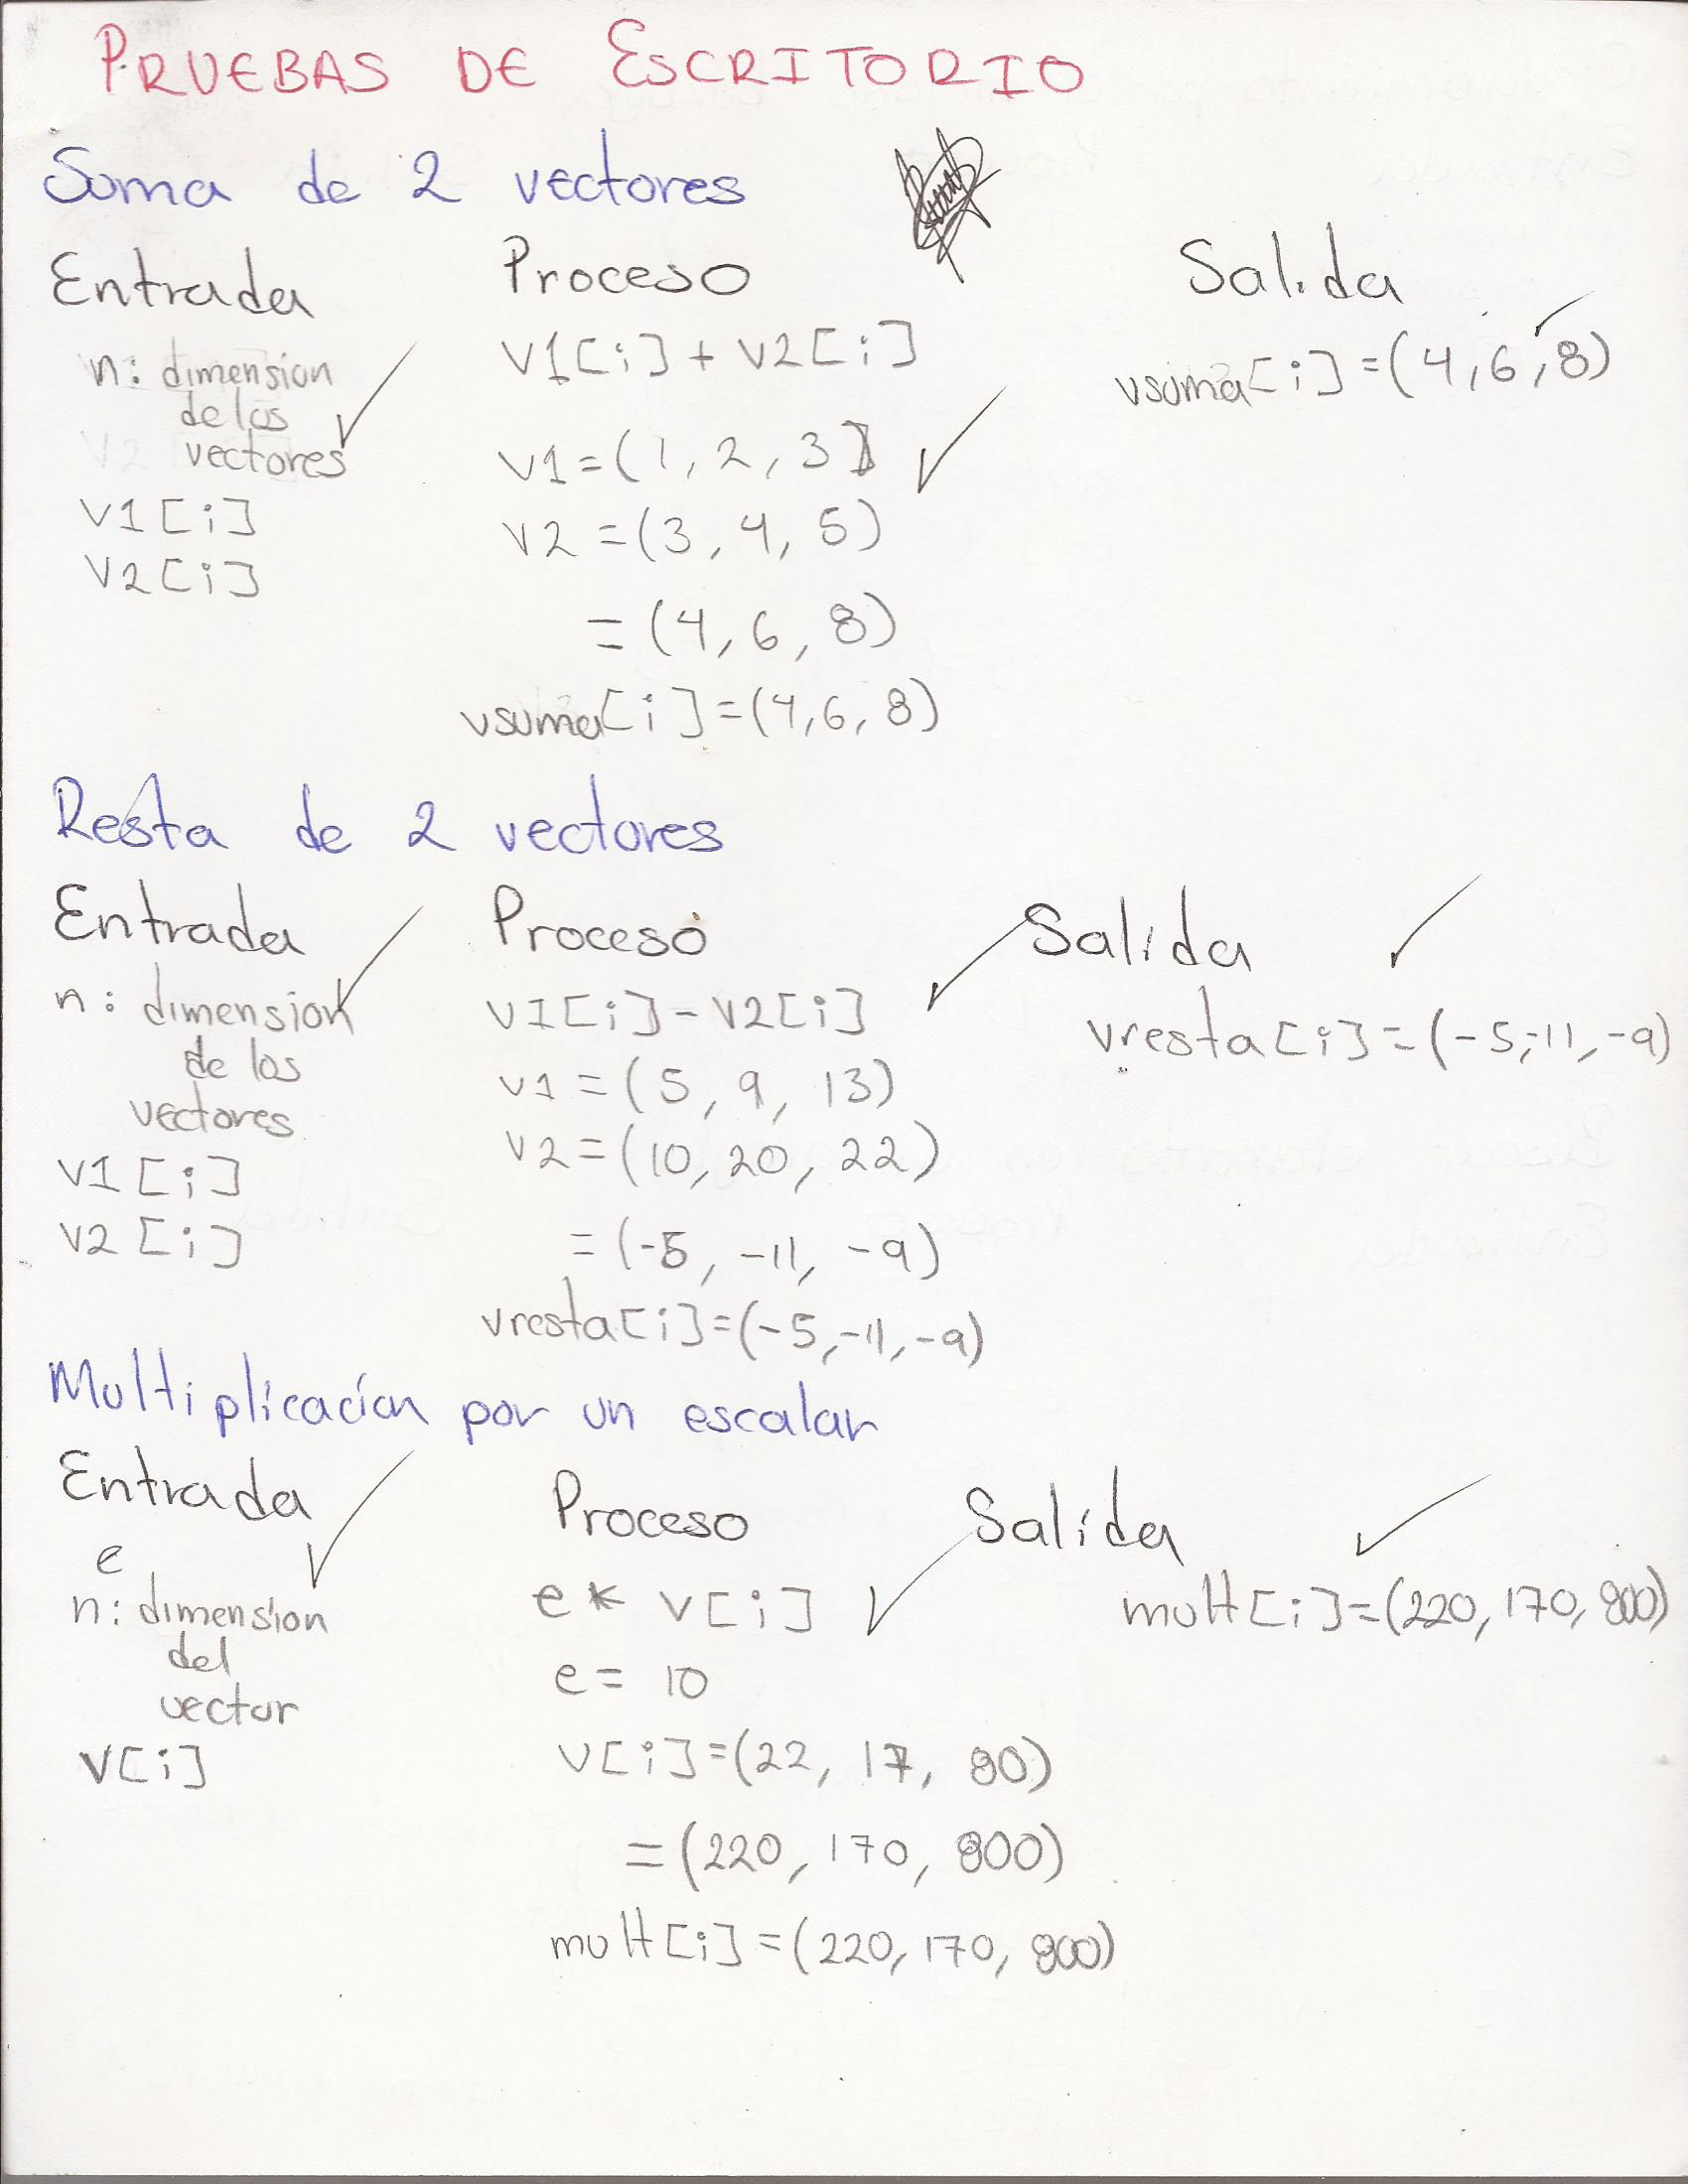 PRUEBAS DE ESCRITORIO
Suma de 2 vectores
Entrada Proceso Salida
n: dimension
de los
vectores
v1[i]
v2[i]
v1[i] + v2[i]
v1 = (1, 2, 3)
v2 = (3, 4, 5)
= (4, 6, 8)
vsuma[i] = (4, 6, 8)
vsuma[i] = (4, 6, 8)
Resta de 2 vectores
Entrada Proceso Salida
n: dimension
de los
vectores
v1[i]
v2[i]
v1[i] - v2[i]
v1 = (5, 9, 13)
v2 = (10, 20, 22)
= (-5, -11, -9)
vresta[i] = (-5, -11, -9)
vresta[i] = (-5, -11, -9)
Multiplicación por un escalar
Entrada Proceso Salida
e
n: dimension
del
vector
v[i]
e * v[i]
e = 10
v[i] = (22, 17, 80)
= (220, 170, 800)
mult[i] = (220, 170, 800)
mult[i] = (220, 170, 800)